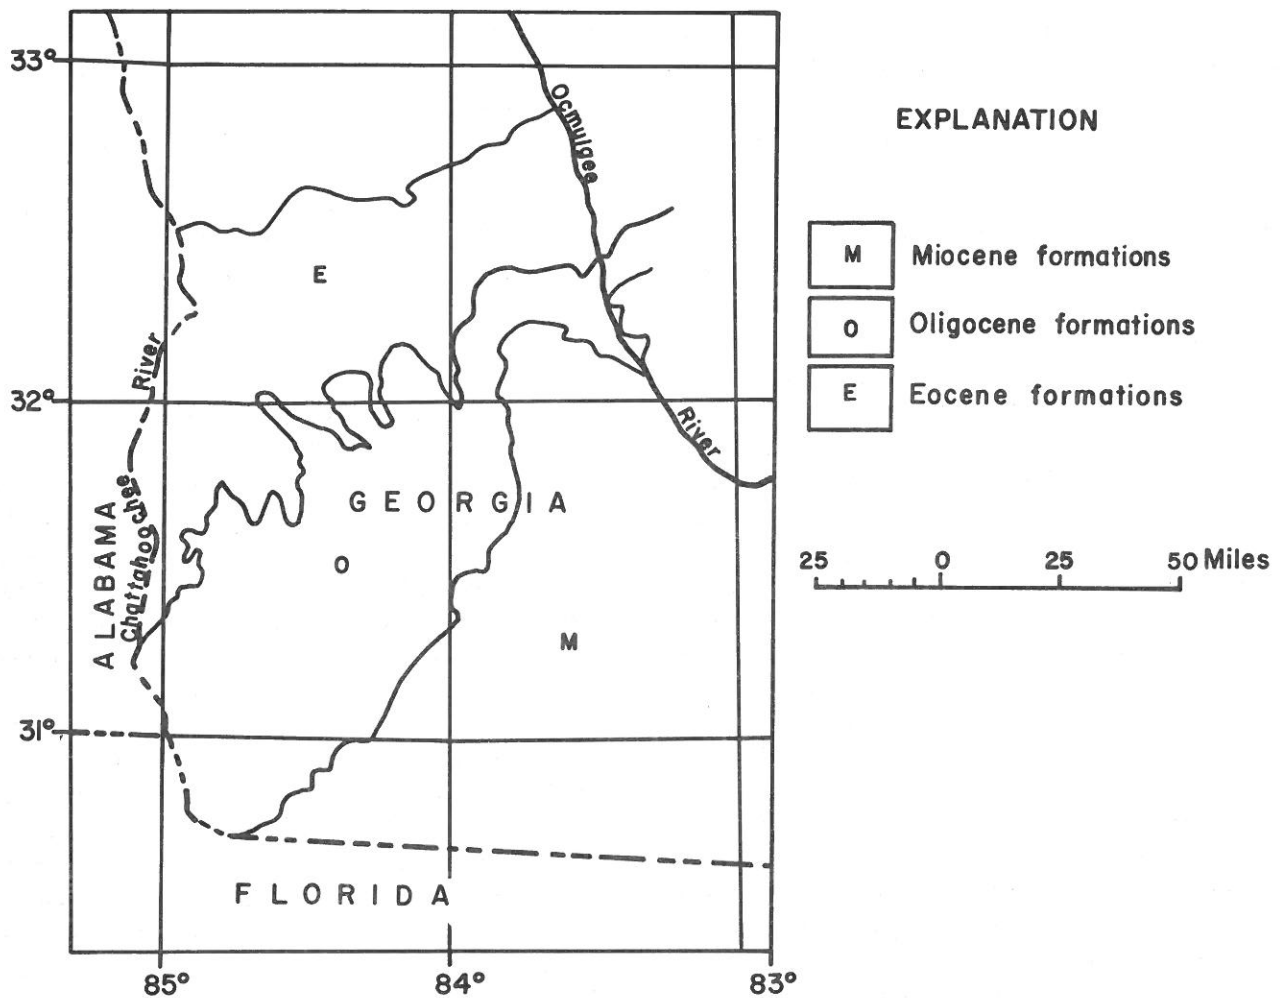 33°
Ocmulgee
EXPLANATION
E
M Miocene formations
O Oligocene formations
River
E Eocene formations
32°
River
GEORGIA
ALABAMA
Chattahoochee
O
25 0 25 50 Miles
M
31°
FLORIDA
85° 84° 83°